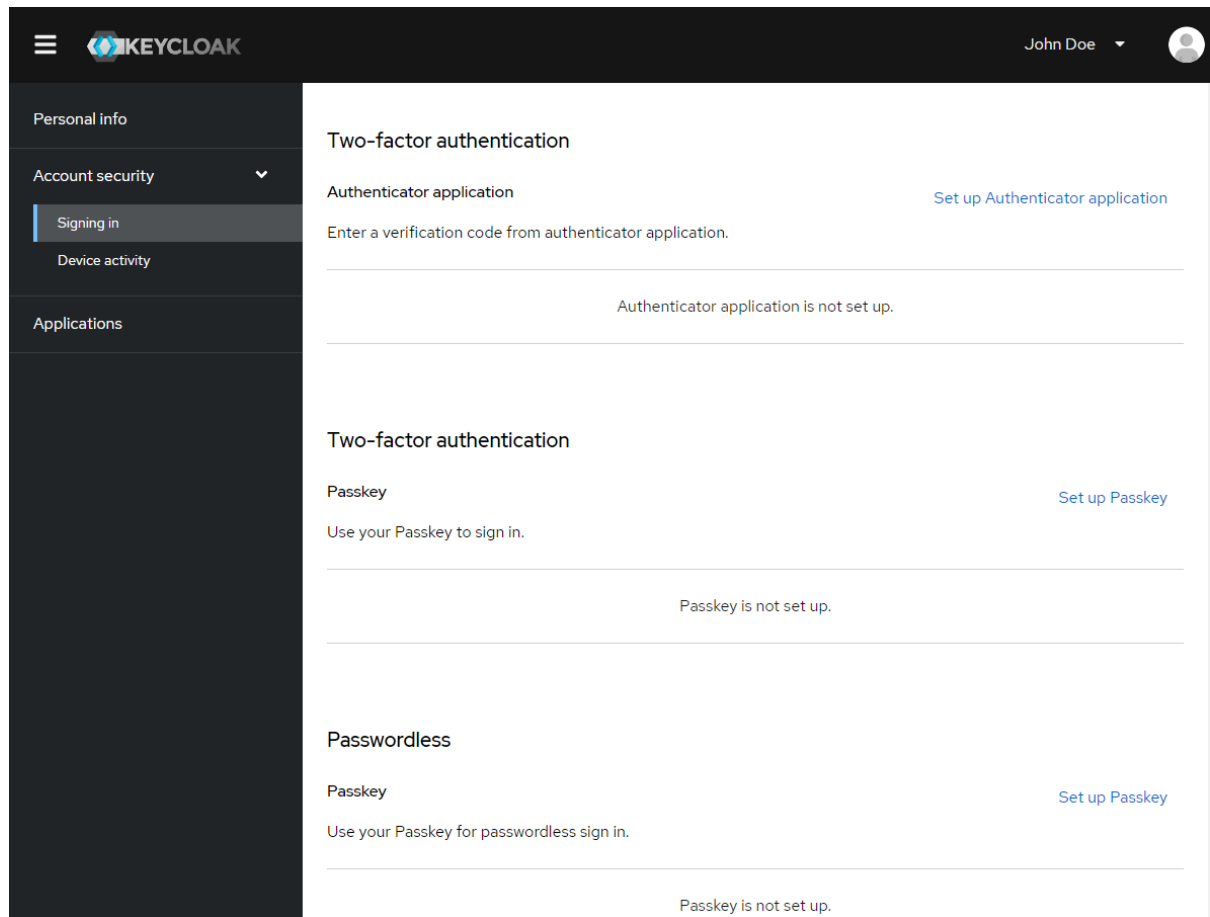 KEYCLOAK
John Doe
Personal info
Account security
Signing in
Device activity
Applications
Two-factor authentication
Authenticator application
Set up Authenticator application
Enter a verification code from authenticator application.
Authenticator application is not set up.
Two-factor authentication
Passkey
Set up Passkey
Use your Passkey to sign in.
Passkey is not set up.
Passwordless
Passkey
Set up Passkey
Use your Passkey for passwordless sign in.
Passkey is not set up.